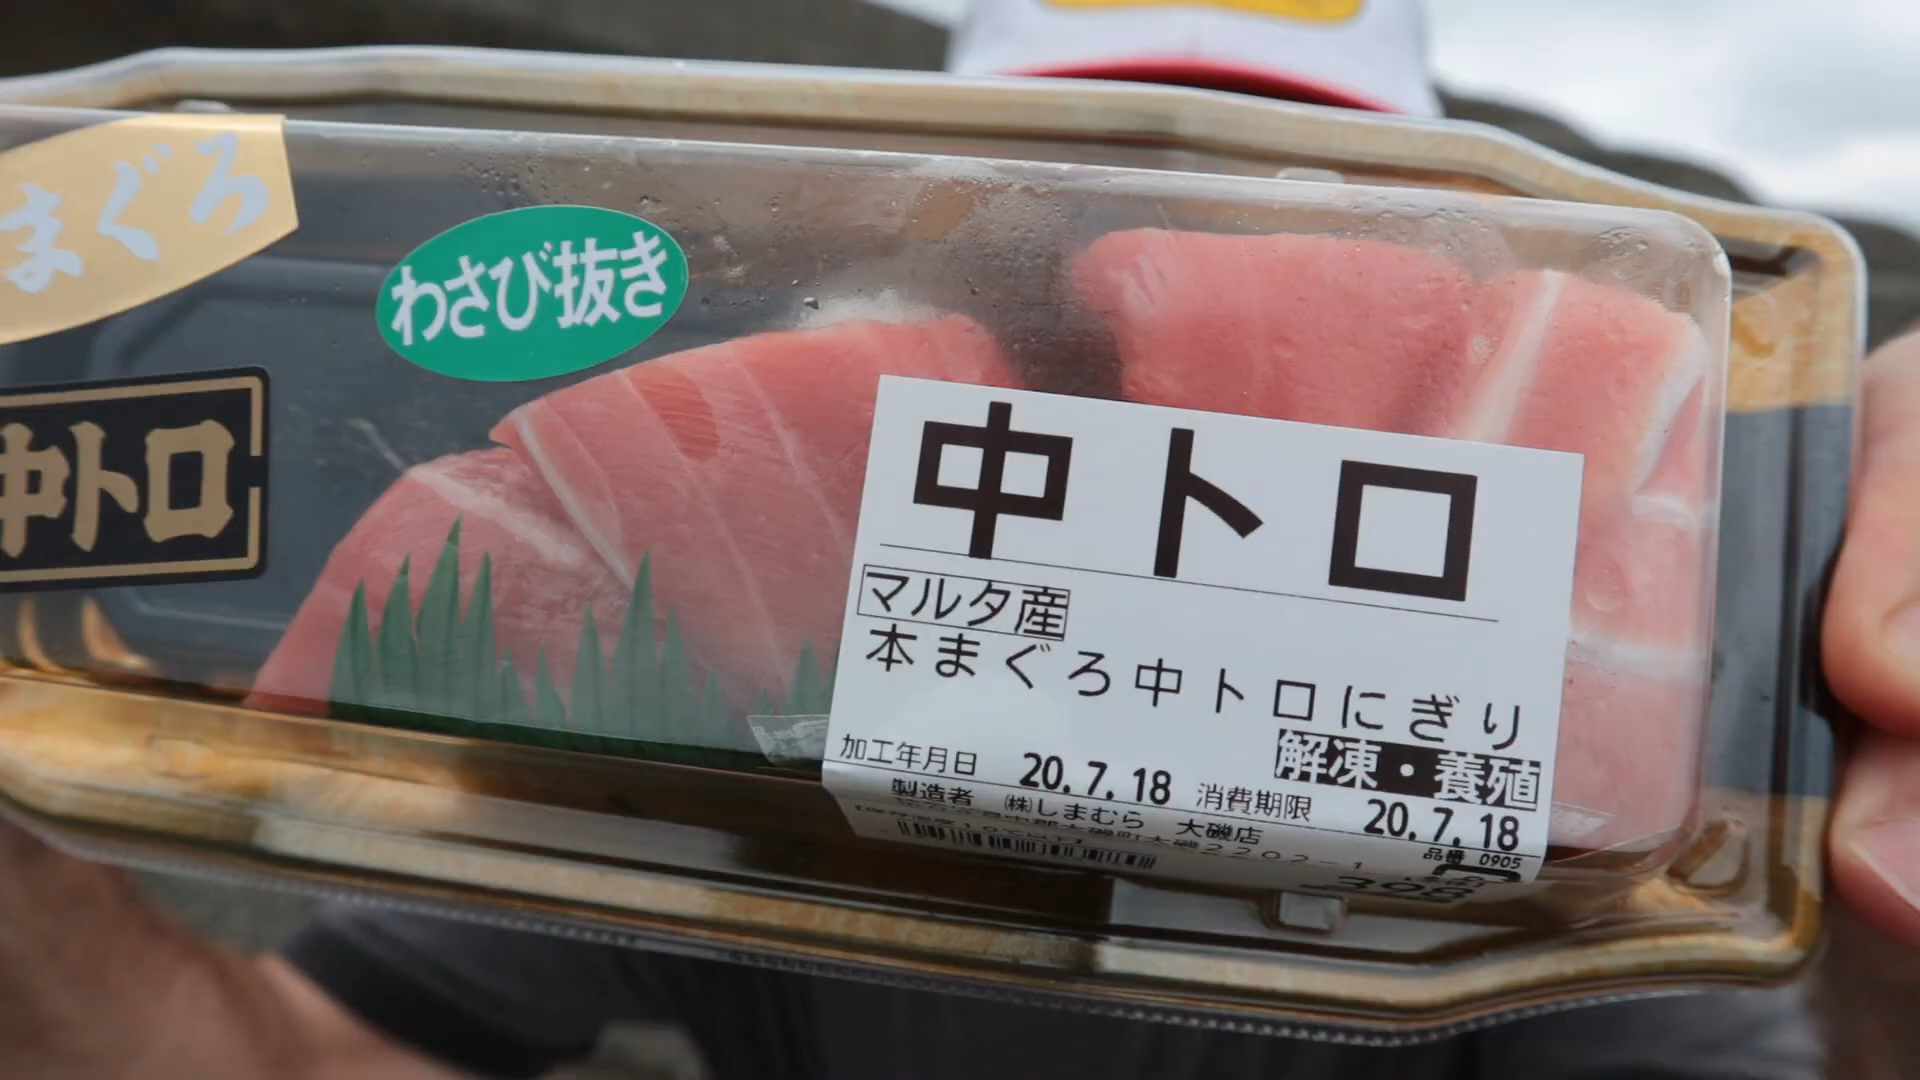 まぐろ
わさび抜き
中トロ
中トロ
マルタ産
本まぐろ中トロにぎり
解凍・養殖
加工年月日 20.7.18 消費期限 20.7.18
製造者 ㈱しまむら 大磯店
品番 0905